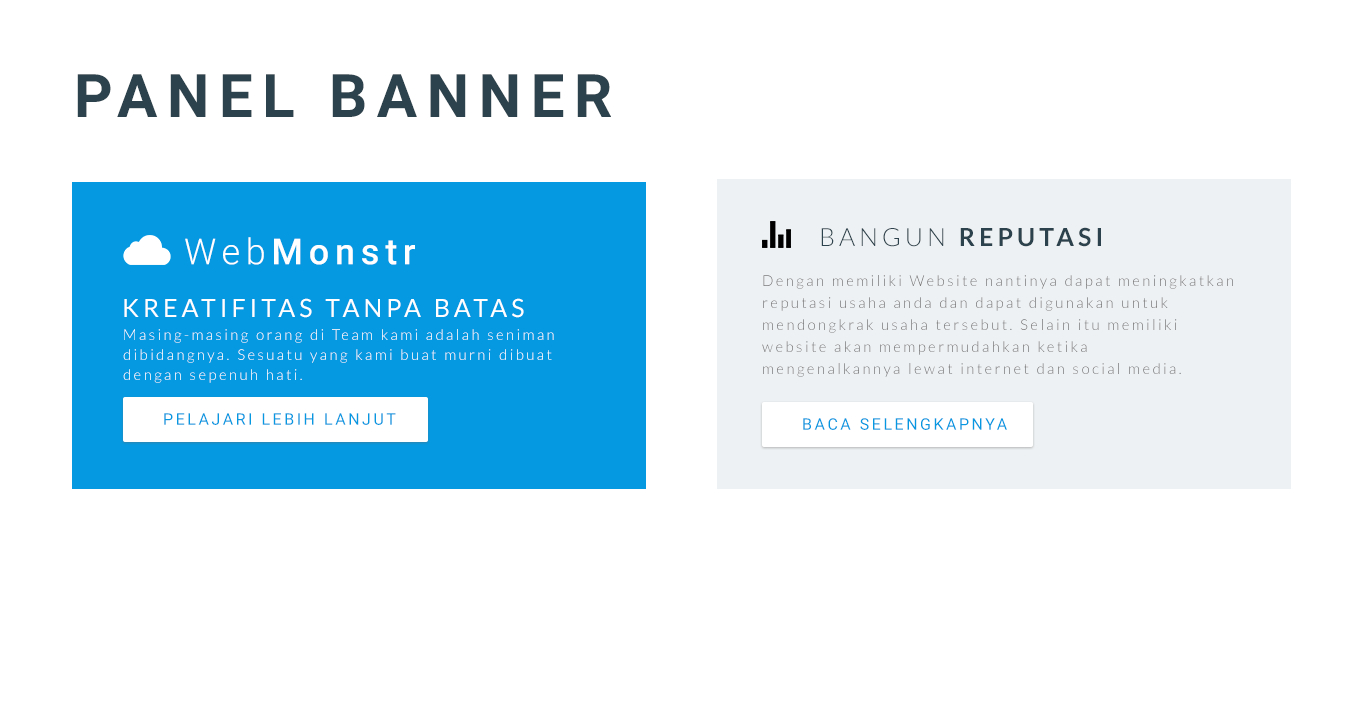 PANEL BANNER
WebMonstr
KREATIFITAS TANPA BATAS
Masing-masing orang di Team kami adalah seniman
dibidangnya. Sesuatu yang kami buat murni dibuat
dengan sepenuh hati.
PELAJARI LEBIH LANJUT
BANGUN REPUTASI
Dengan memiliki Website nantinya dapat meningkatkan
reputasi usaha anda dan dapat digunakan untuk
mendongkrak usaha tersebut. Selain itu memiliki
website akan mempermudahkan ketika
mengenalkannya lewat internet dan social media.
BACA SELENGKAPNYA